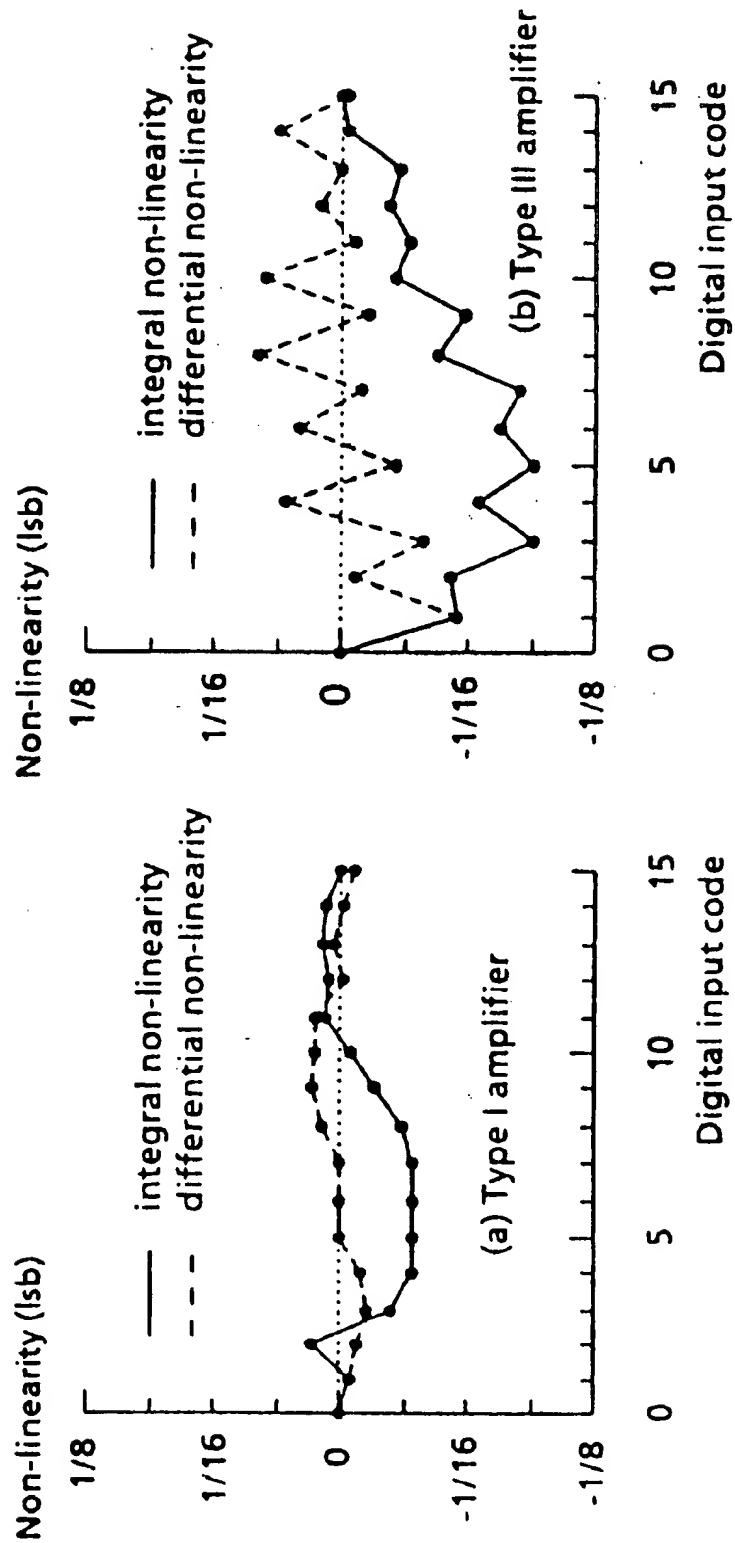 Non-linearity (lsb)
integral non-linearity
differential non-linearity
1/8
1/16
0
-1/16
-1/8
0
5
10
15
(a) Type I amplifier
Digital input code
Non-linearity (lsb)
integral non-linearity
differential non-linearity
1/8
1/16
0
-1/16
-1/8
0
5
10
15
(b) Type III amplifier
Digital input code